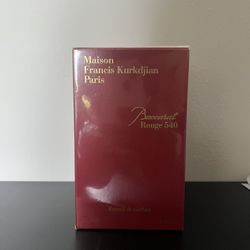 Maison
Francis Kurkdjian
Paris
Baccarat
Rouge 540
Extrait de parfum